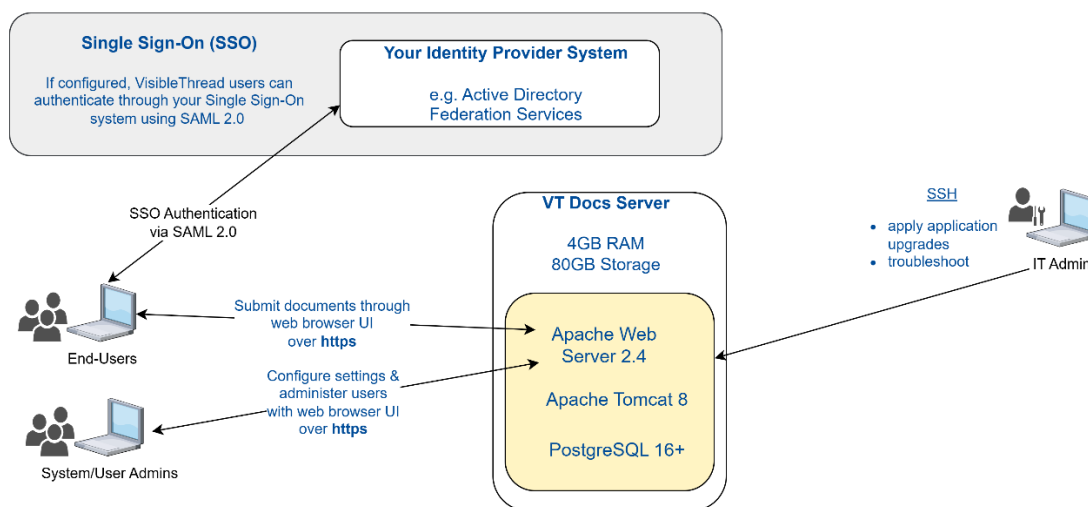 Single Sign-On (SSO)
If configured, VisibleThread users can
authenticate through your Single Sign-On
system using SAML 2.0
Your Identity Provider System
e.g. Active Directory
Federation Services
SSO Authentication
via SAML 2.0
End-Users
Submit documents through
web browser UI
over https
Configure settings &
administer users
with web browser UI
over https
System/User Admins
VT Docs Server
4GB RAM
80GB Storage
Apache Web
Server 2.4
Apache Tomcat 8
PostgreSQL 16+
SSH
• apply application
upgrades
• troubleshoot
IT Admin